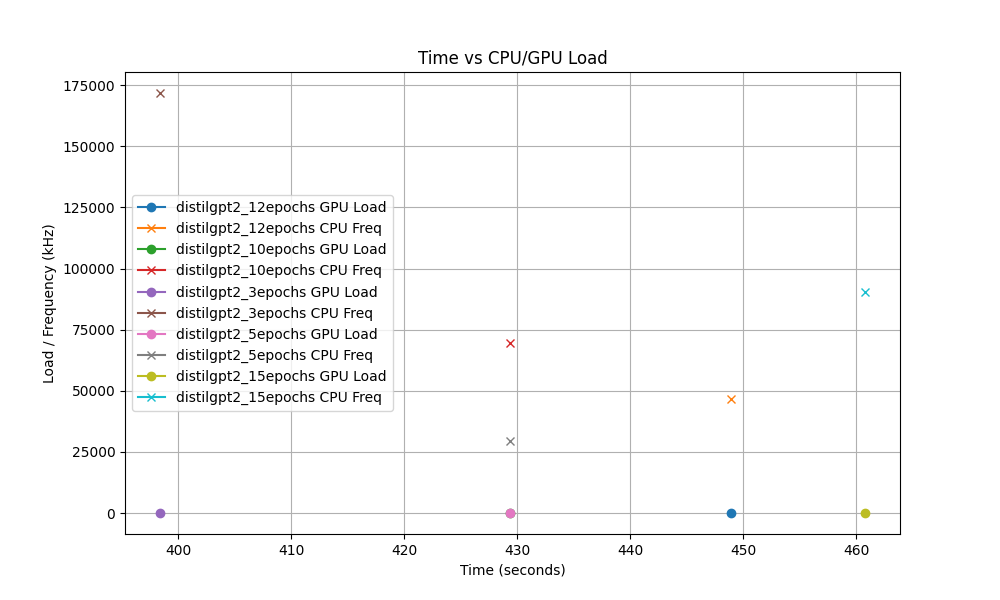 Time vs CPU/GPU Load
Load / Frequency (kHz)
175000
150000
125000
100000
75000
50000
25000
0
distilgpt2_12epochs GPU Load
distilgpt2_12epochs CPU Freq
distilgpt2_10epochs GPU Load
distilgpt2_10epochs CPU Freq
distilgpt2_3epochs GPU Load
distilgpt2_3epochs CPU Freq
distilgpt2_5epochs GPU Load
distilgpt2_5epochs CPU Freq
distilgpt2_15epochs GPU Load
distilgpt2_15epochs CPU Freq
400 410 420 430 440 450 460
Time (seconds)